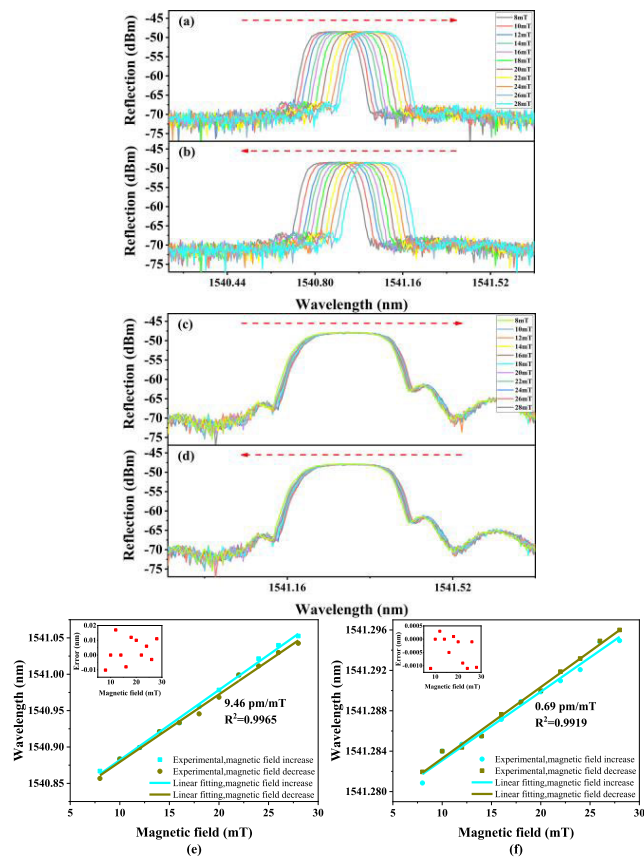 (a)
Reflection (dBm)
-45
-50
-55
-60
-65
-70
-75
8mT
10mT
12mT
14mT
16mT
18mT
20mT
22mT
24mT
26mT
28mT
(b)
Reflection (dBm)
-45
-50
-55
-60
-65
-70
-75
1540.44 1540.80 1541.16 1541.52
Wavelength (nm)
(c)
Reflection (dBm)
-45
-50
-55
-60
-65
-70
-75
8mT
10mT
12mT
14mT
16mT
18mT
20mT
22mT
24mT
26mT
28mT
(d)
Reflection (dBm)
-45
-50
-55
-60
-65
-70
-75
1541.16 1541.52
Wavelength (nm)
Wavelength (nm)
1541.05
1541.00
1540.95
1540.90
1540.85
Error (nm)
0.02
0.01
0.00
-0.01
10 20 30
Magnetic field (mT)
9.46 pm/mT
R²=0.9965
Experimental,magnetic field increase
Experimental,magnetic field decrease
Linear fitting,magnetic field increase
Linear fitting,magnetic field decrease
5 10 15 20 25 30
Magnetic field (mT)
(e)
Wavelength (nm)
1541.296
1541.292
1541.288
1541.284
1541.280
Error (nm)
0.0005
0.0000
-0.0005
-0.0010
10 20 30
Magnetic field (mT)
0.69 pm/mT
R²=0.9919
Experimental,magnetic field increase
Experimental,magnetic field decrease
Linear fitting,magnetic field increase
Linear fitting,magnetic field decrease
5 10 15 20 25 30
Magnetic field (mT)
(f)